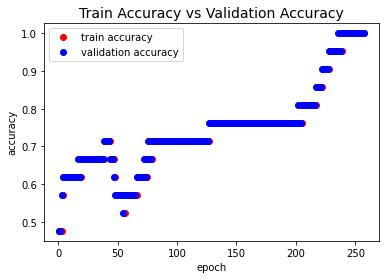 Train Accuracy vs Validation Accuracy
train accuracy
validation accuracy
accuracy
1.0
0.9
0.8
0.7
0.6
0.5
0
50
100
150
200
250
epoch